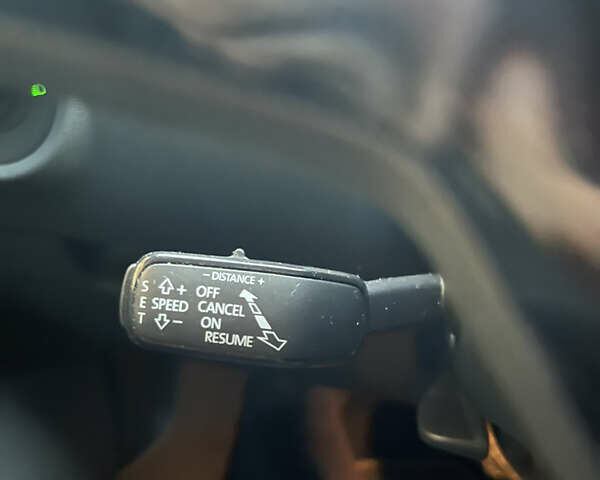 − DISTANCE +
S + OFF
E SPEED CANCEL
T − ON
RESUME